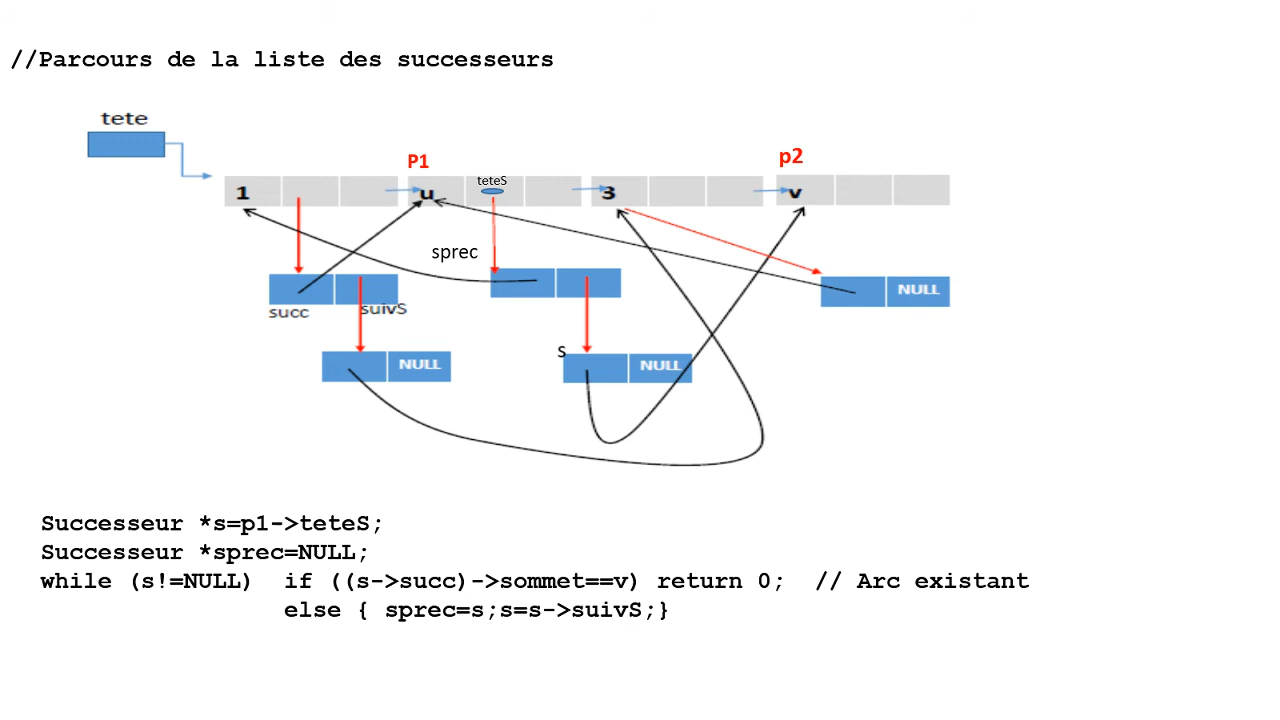 //Parcours de la liste des successeurs
tete
P1
p2
teteS
1
u
3
v
sprec
succ
suivS
NULL
s
NULL
NULL
Successeur *s=p1->teteS;
Successeur *sprec=NULL;
while (s!=NULL) if ((s->succ)->sommet==v) return 0; // Arc existant
else { sprec=s;s=s->suivS;}